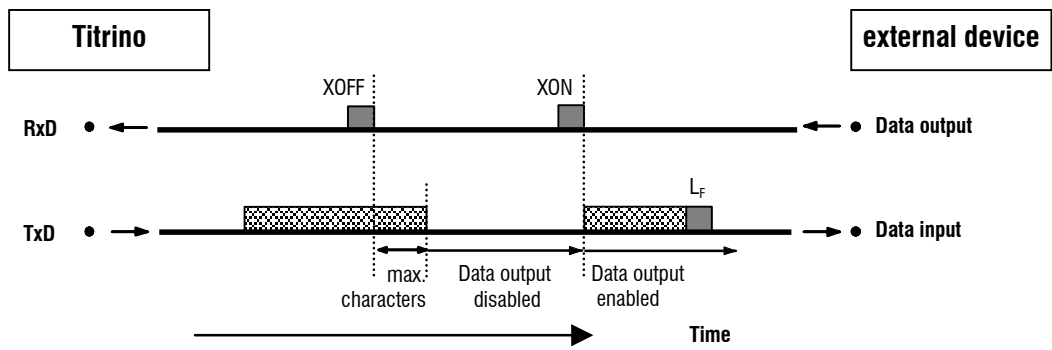 Titrino
external device
XOFF
XON
RxD
Data output
LF
TxD
Data input
max.
characters
Data output
disabled
Data output
enabled
Time